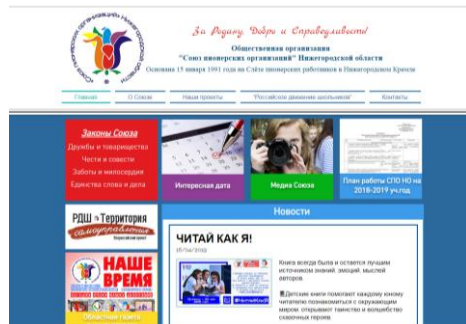 За Родину, Добро и Справедливость!
Общественная организация
"Союз пионерских организаций" Нижегородской области
Основана 15 января 1991 года на Слёте пионерских работников в Нижегородском Кремле
Главная
О Союзе
Наши проекты
"Российское движение школьников"
Контакты
Законы Союза
Дружбы и товарищества
Чести и совести
Заботы и милосердия
Единства слова и дела
Интересная дата
Медиа Союза
План работы СПО НО на
2018-2019 уч.год
Новости
РДШ Территория
самоуправления
ЧИТАЙ КАК Я!
НАШЕ
ВРЕМЯ
Областная газета
Книга всегда была и остается лучшим
источником знаний, эмоций, мыслей
авторов.
Детские книги помогают каждому юному
читателю познакомиться с окружающим
миром, открывают таинство и волшебство
сказочных героев.